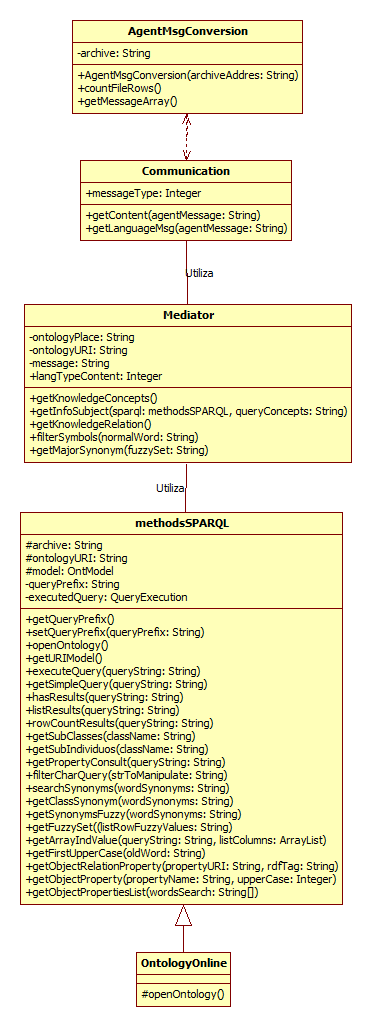 AgentMsgConversion
-archive: String
+AgentMsgConversion(archiveAddres: String)
+countFileRows()
+getMessageArray()
Communication
+messageType: Integer
+getContent(agentMessage: String)
+getLanguageMsg(agentMessage: String)
Utiliza
Mediator
-ontologyPlace: String
-ontologyURI: String
-message: String
+langTypeContent: Integer
+getKnowledgeConcepts()
+getInfoSubject(sparql: methodsSPARQL, queryConcepts: String)
+getKnowledgeRelation()
+filterSymbols(normalWord: String)
+getMajorSynonym(fuzzySet: String)
Utiliza
methodsSPARQL
#archive: String
#ontologyURI: String
#model: OntModel
-queryPrefix: String
-executedQuery: QueryExecution
+getQueryPrefix()
+setQueryPrefix(queryPrefix: String)
+openOntology()
+getURIModel()
+executeQuery(queryString: String)
+getSimpleQuery(queryString: String)
+hasResults(queryString: String)
+listResults(queryString: String)
+rowCountResults(queryString: String)
+getSubClasses(className: String)
+getSubIndividuos(className: String)
+getPropertyConsult(queryString: String)
+filterCharQuery(strToManipulate: String)
+searchSynonyms(wordSynonyms: String)
+getClassSynonym(wordSynonyms: String)
+getSynonymsFuzzy(wordSynonyms: String)
+getFuzzySet((listRowFuzzyValues: String)
+getArrayIndValue(queryString: String, listColumns: ArrayList)
+getFirstUpperCase(oldWord: String)
+getObjectRelationProperty(propertyURI: String, rdfTag: String)
+getObjectProperty(propertyName: String, upperCase: Integer)
+getObjectPropertiesList(wordsSearch: String[])
OntologyOnline
#openOntology()